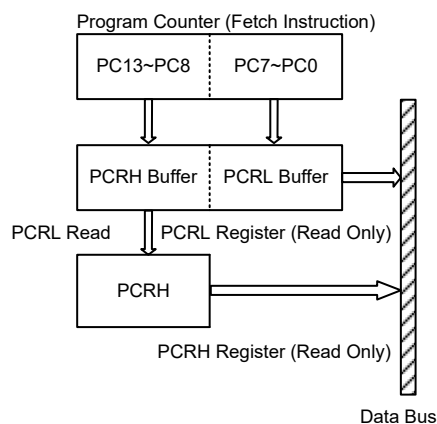 Program Counter (Fetch Instruction)
PC13~PC8 PC7~PC0
PCRH Buffer PCRL Buffer
PCRL Read PCRL Register (Read Only)
PCRH
PCRH Register (Read Only)
Data Bus